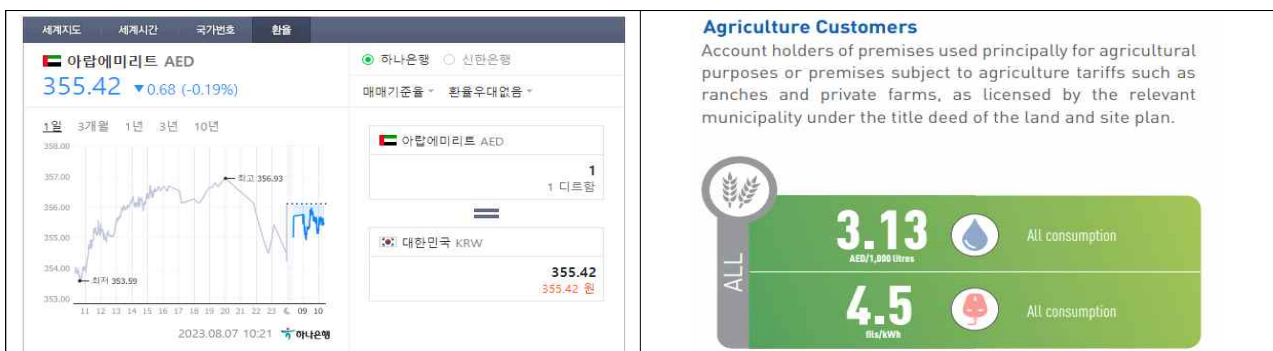 세계지도 세계시간 국가번호 환율
아랍에미리트 AED
355.42 ▼0.68 (-0.19%)
1일 3개월 1년 3년 10년
358.00
357.00
356.00
355.00
354.00
353.00
최고 356.93
최저 353.59
11 12 13 14 15 16 17 18 19 20 21 22 23 09 10
2023.08.07 10:21 하나은행
하나은행 신한은행
매매기준율 환율우대없음
아랍에미리트 AED
1
1 디르함
대한민국 KRW
355.42
355.42 원
Agriculture Customers
Account holders of premises used principally for agricultural
purposes or premises subject to agriculture tariffs such as
ranches and private farms, as licensed by the relevant
municipality under the title deed of the land and site plan.
ALL
3.13
AED/1,000 litres
All consumption
4.5
fils/kWh
All consumption